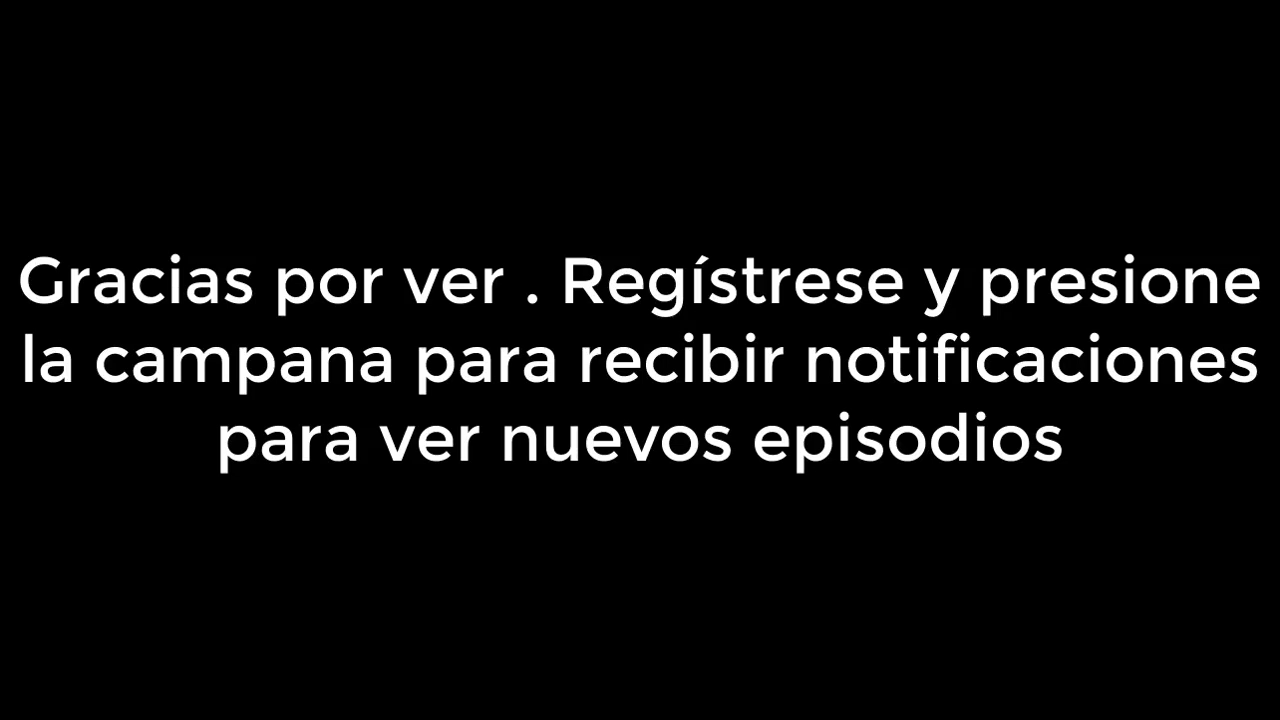 Gracias por ver . Regístrese y presione
la campana para recibir notificaciones
para ver nuevos episodios